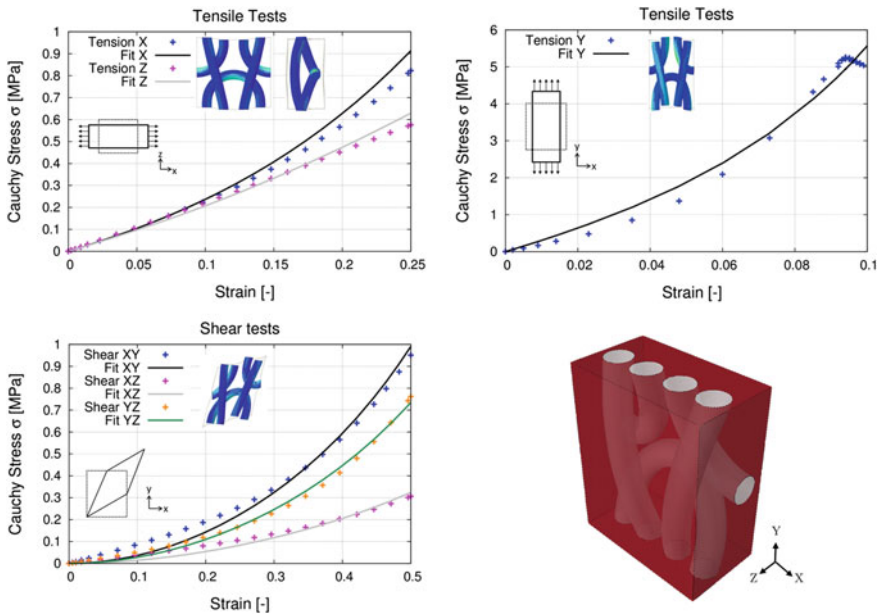 Tensile Tests
Cauchy Stress σ [MPa]
1
0.9
0.8
0.7
0.6
0.5
0.4
0.3
0.2
0.1
0
Tension X
Fit X
Tension Z
Fit Z
z
x
0
0.05
0.1
0.15
0.2
0.25
Strain [-]
Tensile Tests
Cauchy Stress σ [MPa]
6
5
4
3
2
1
0
Tension Y
Fit Y
y
x
0
0.02
0.04
0.06
0.08
0.1
Strain [-]
Shear tests
Cauchy Stress σ [MPa]
1
0.9
0.8
0.7
0.6
0.5
0.4
0.3
0.2
0.1
0
Shear XY
Fit XY
Shear XZ
Fit XZ
Shear YZ
Fit YZ
y
x
0
0.1
0.2
0.3
0.4
0.5
Strain [-]
Y
Z
X